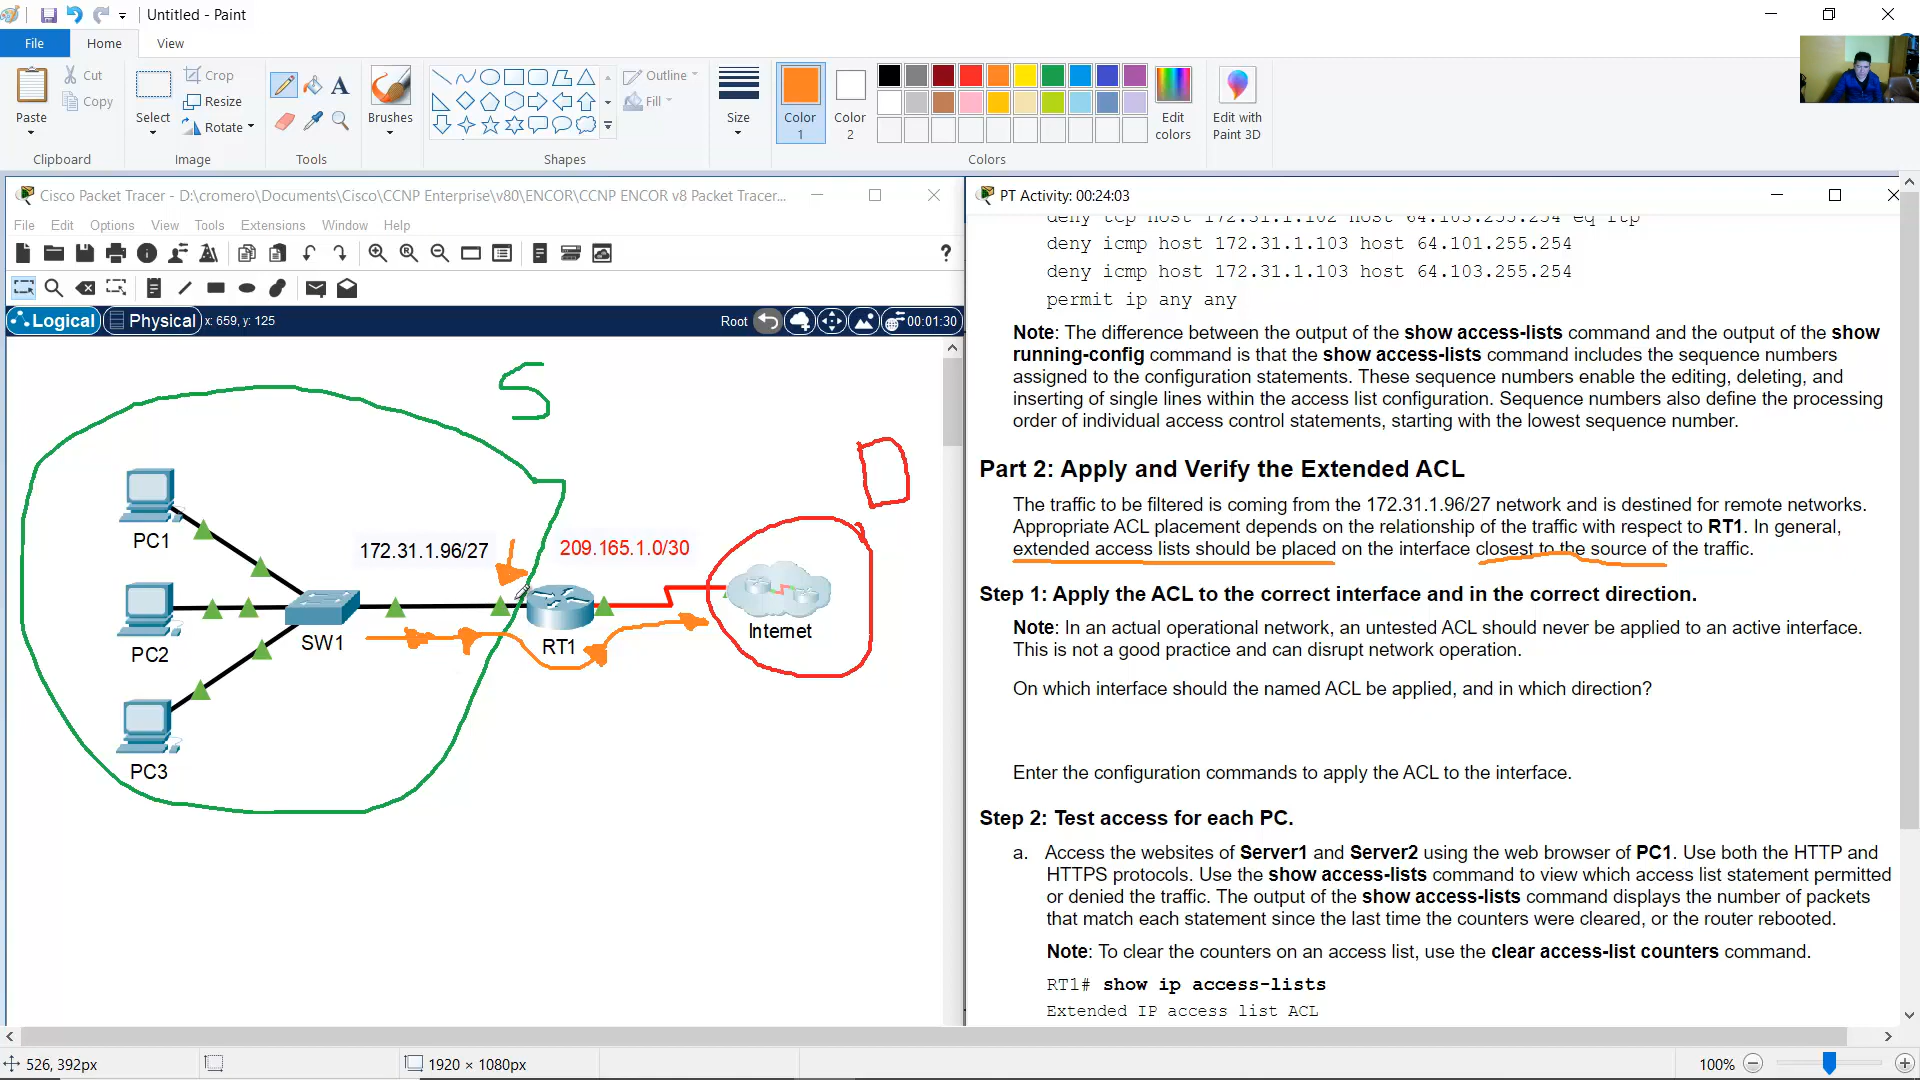 Untitled - Paint
File
Home
View
Paste
Cut
Copy
Clipboard
Select
Crop
Resize
Rotate
Image
A
Tools
Brushes
Outline
Fill
Shapes
Size
Color
1
Color
2
Edit
colors
Edit with
Paint 3D
Colors
Cisco Packet Tracer - D:\cromero\Documents\Cisco\CCNP Enterprise\v80\ENCOR\CCNP ENCOR v8 Packet Tracer...
File Edit Options View Tools Extensions Window Help
?
Logical
Physical
x: 659, y: 125
Root
00:01:30
S
D
PC1
172.31.1.96/27
209.165.1.0/30
PC2
SW1
RT1
Internet
PC3
PT Activity: 00:24:03
deny tcp host 172.31.1.102 host 64.103.255.254 eq ftp
deny icmp host 172.31.1.103 host 64.101.255.254
deny icmp host 172.31.1.103 host 64.103.255.254
permit ip any any
Note: The difference between the output of the show access-lists command and the output of the show
running-config command is that the show access-lists command includes the sequence numbers
assigned to the configuration statements. These sequence numbers enable the editing, deleting, and
inserting of single lines within the access list configuration. Sequence numbers also define the processing
order of individual access control statements, starting with the lowest sequence number.
Part 2: Apply and Verify the Extended ACL
The traffic to be filtered is coming from the 172.31.1.96/27 network and is destined for remote networks.
Appropriate ACL placement depends on the relationship of the traffic with respect to RT1. In general,
extended access lists should be placed on the interface closest to the source of the traffic.
Step 1: Apply the ACL to the correct interface and in the correct direction.
Note: In an actual operational network, an untested ACL should never be applied to an active interface.
This is not a good practice and can disrupt network operation.
On which interface should the named ACL be applied, and in which direction?
Enter the configuration commands to apply the ACL to the interface.
Step 2: Test access for each PC.
a. Access the websites of Server1 and Server2 using the web browser of PC1. Use both the HTTP and
HTTPS protocols. Use the show access-lists command to view which access list statement permitted
or denied the traffic. The output of the show access-lists command displays the number of packets
that match each statement since the last time the counters were cleared, or the router rebooted.
Note: To clear the counters on an access list, use the clear access-list counters command.
RT1# show ip access-lists
Extended IP access list ACL
526, 392px
1920 × 1080px
100%